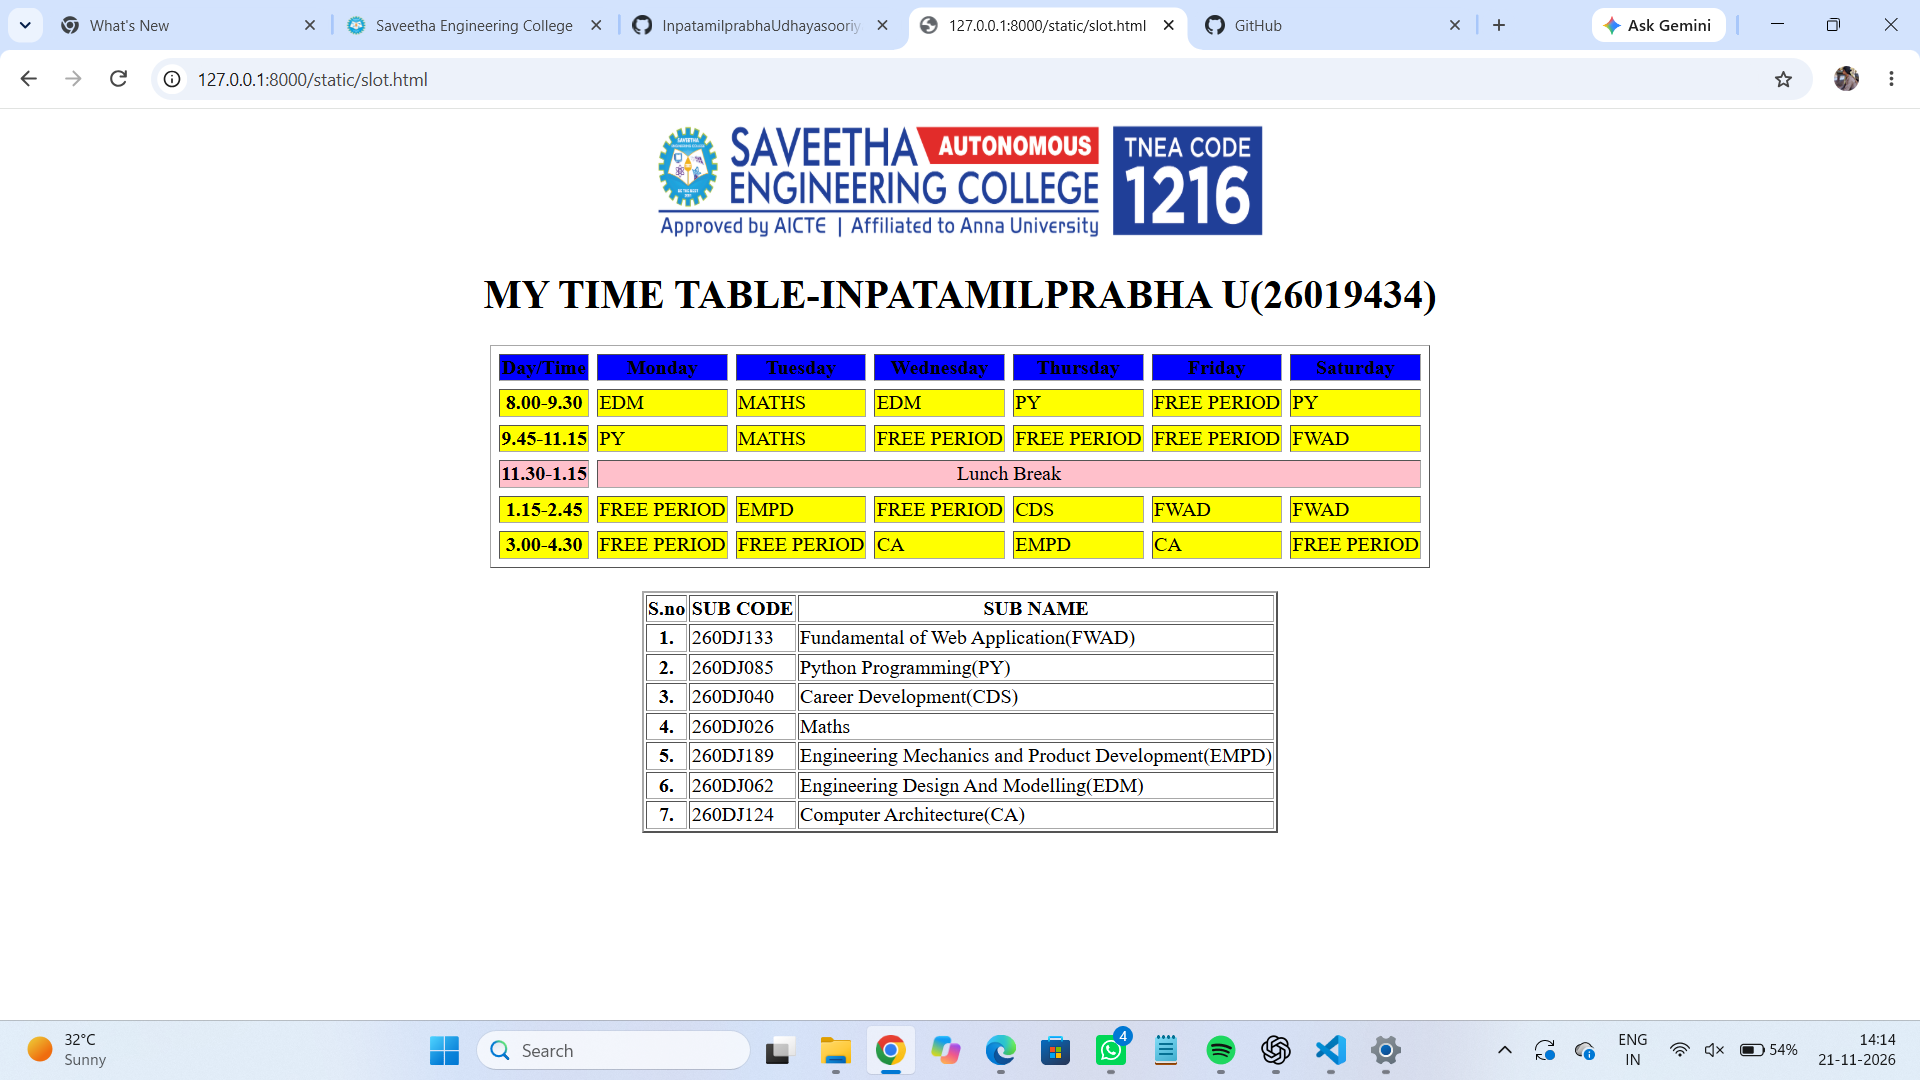 What's New
Saveetha Engineering College
InpatamilprabhaUdhayasooriy
127.0.0.1:8000/static/slot.html
GitHub
Ask Gemini
127.0.0.1:8000/static/slot.html
SAVEETHA AUTONOMOUS
ENGINEERING COLLEGE
Approved by AICTE | Affiliated to Anna University
TNEA CODE
1216
MY TIME TABLE-INPATAMILPRABHA U(26019434)
Day/Time Monday Tuesday Wednesday Thursday Friday Saturday
8.00-9.30 EDM MATHS EDM PY FREE PERIOD PY
9.45-11.15 PY MATHS FREE PERIOD FREE PERIOD FREE PERIOD FWAD
11.30-1.15 Lunch Break
1.15-2.45 FREE PERIOD EMPD FREE PERIOD CDS FWAD FWAD
3.00-4.30 FREE PERIOD FREE PERIOD CA EMPD CA FREE PERIOD
S.no SUB CODE SUB NAME
1. 260DJ133 Fundamental of Web Application(FWAD)
2. 260DJ085 Python Programming(PY)
3. 260DJ040 Career Development(CDS)
4. 260DJ026 Maths
5. 260DJ189 Engineering Mechanics and Product Development(EMPD)
6. 260DJ062 Engineering Design And Modelling(EDM)
7. 260DJ124 Computer Architecture(CA)
32°C
Sunny
Search
4
ENG
IN
54%
14:14
21-11-2026